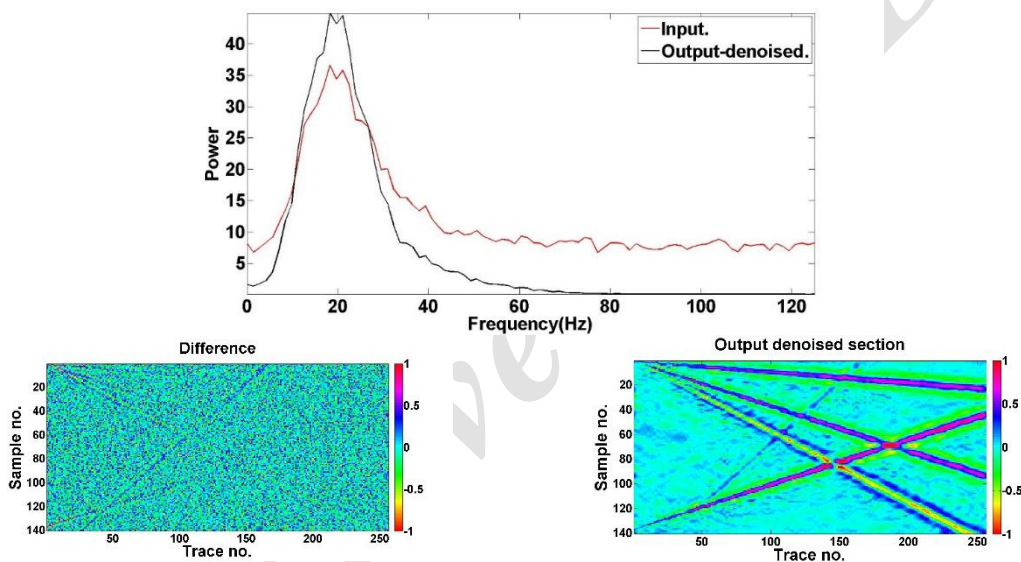 Input.
Output-denoised.
Power
40
35
30
25
20
15
10
5
0 20 40 60 80 100 120
Frequency(Hz)
Difference
Sample no.
20
40
60
80
100
120
140
50 100 150 200 250
Trace no.
1
0.5
0
-0.5
-1
Output denoised section
Sample no.
20
40
60
80
100
120
140
50 100 150 200 250
Trace no.
1
0.5
0
-0.5
-1
ve